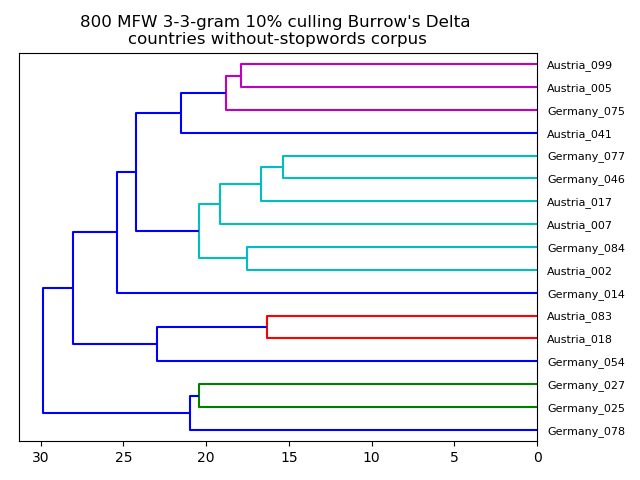 800 MFW 3-3-gram 10% culling Burrow's Delta
countries without-stopwords corpus
Austria_099
Austria_005
Germany_075
Austria_041
Germany_077
Germany_046
Austria_017
Austria_007
Germany_084
Austria_002
Germany_014
Austria_083
Austria_018
Germany_054
Germany_027
Germany_025
Germany_078
30 25 20 15 10 5 0